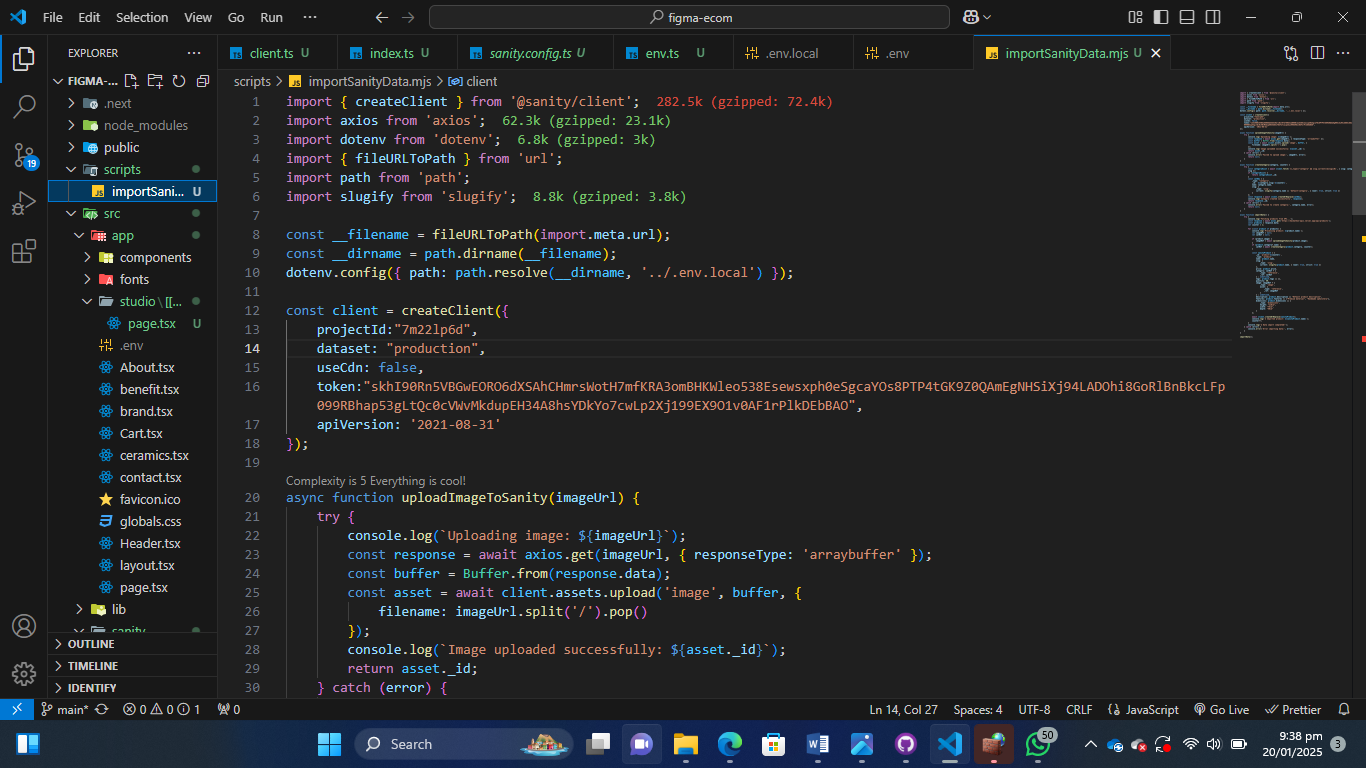 File Edit Selection View Go Run ··· figma-ecom
EXPLORER
FIGMA-...
.next
node_modules
public
scripts
importSani... U
src
app
components
fonts
studio\[[...
page.tsx U
.env
About.tsx
benefit.tsx
brand.tsx
Cart.tsx
ceramics.tsx
contact.tsx
favicon.ico
globals.css
Header.tsx
layout.tsx
page.tsx
lib
sanity
OUTLINE
TIMELINE
IDENTIFY
19
client.ts U index.ts U sanity.config.ts U env.ts U .env.local .env importSanityData.mjs U
scripts > importSanityData.mjs > client
1 import { createClient } from '@sanity/client'; 282.5k (gzipped: 72.4k)
2 import axios from 'axios'; 62.3k (gzipped: 23.1k)
3 import dotenv from 'dotenv'; 6.8k (gzipped: 3k)
4 import { fileURLToPath } from 'url';
5 import path from 'path';
6 import slugify from 'slugify'; 8.8k (gzipped: 3.8k)
7
8 const __filename = fileURLToPath(import.meta.url);
9 const __dirname = path.dirname(__filename);
10 dotenv.config({ path: path.resolve(__dirname, '../.env.local') });
11
12 const client = createClient({
13 projectId:"7m22lp6d",
14 dataset: "production",
15 useCdn: false,
16 token:"skhI90Rn5VBGwEORO6dXSAhCHmrsWotH7mfKRA3omBHKWleo538Esewsxph0eSgcaYOs8PTP4tGK9Z0QAmEgNHSiXj94LADOhi8GoRlBnBkcLFp
099RBhap53gLtQc0cVWvMkdupEH34A8hsYDkYo7cwLp2Xj199EX9O1v0AF1rPlkDEbBAO",
17 apiVersion: '2021-08-31'
18 });
19
Complexity is 5 Everything is cool!
20 async function uploadImageToSanity(imageUrl) {
21 try {
22 console.log(`Uploading image: ${imageUrl}`);
23 const response = await axios.get(imageUrl, { responseType: 'arraybuffer' });
24 const buffer = Buffer.from(response.data);
25 const asset = await client.assets.upload('image', buffer, {
26 filename: imageUrl.split('/').pop()
27 });
28 console.log(`Image uploaded successfully: ${asset._id}`);
29 return asset._id;
30 } catch (error) {
main* 0 0 1 0 Ln 14, Col 27 Spaces: 4 UTF-8 CRLF {} JavaScript Go Live Prettier
Search 50 9:38 pm
20/01/2025 3